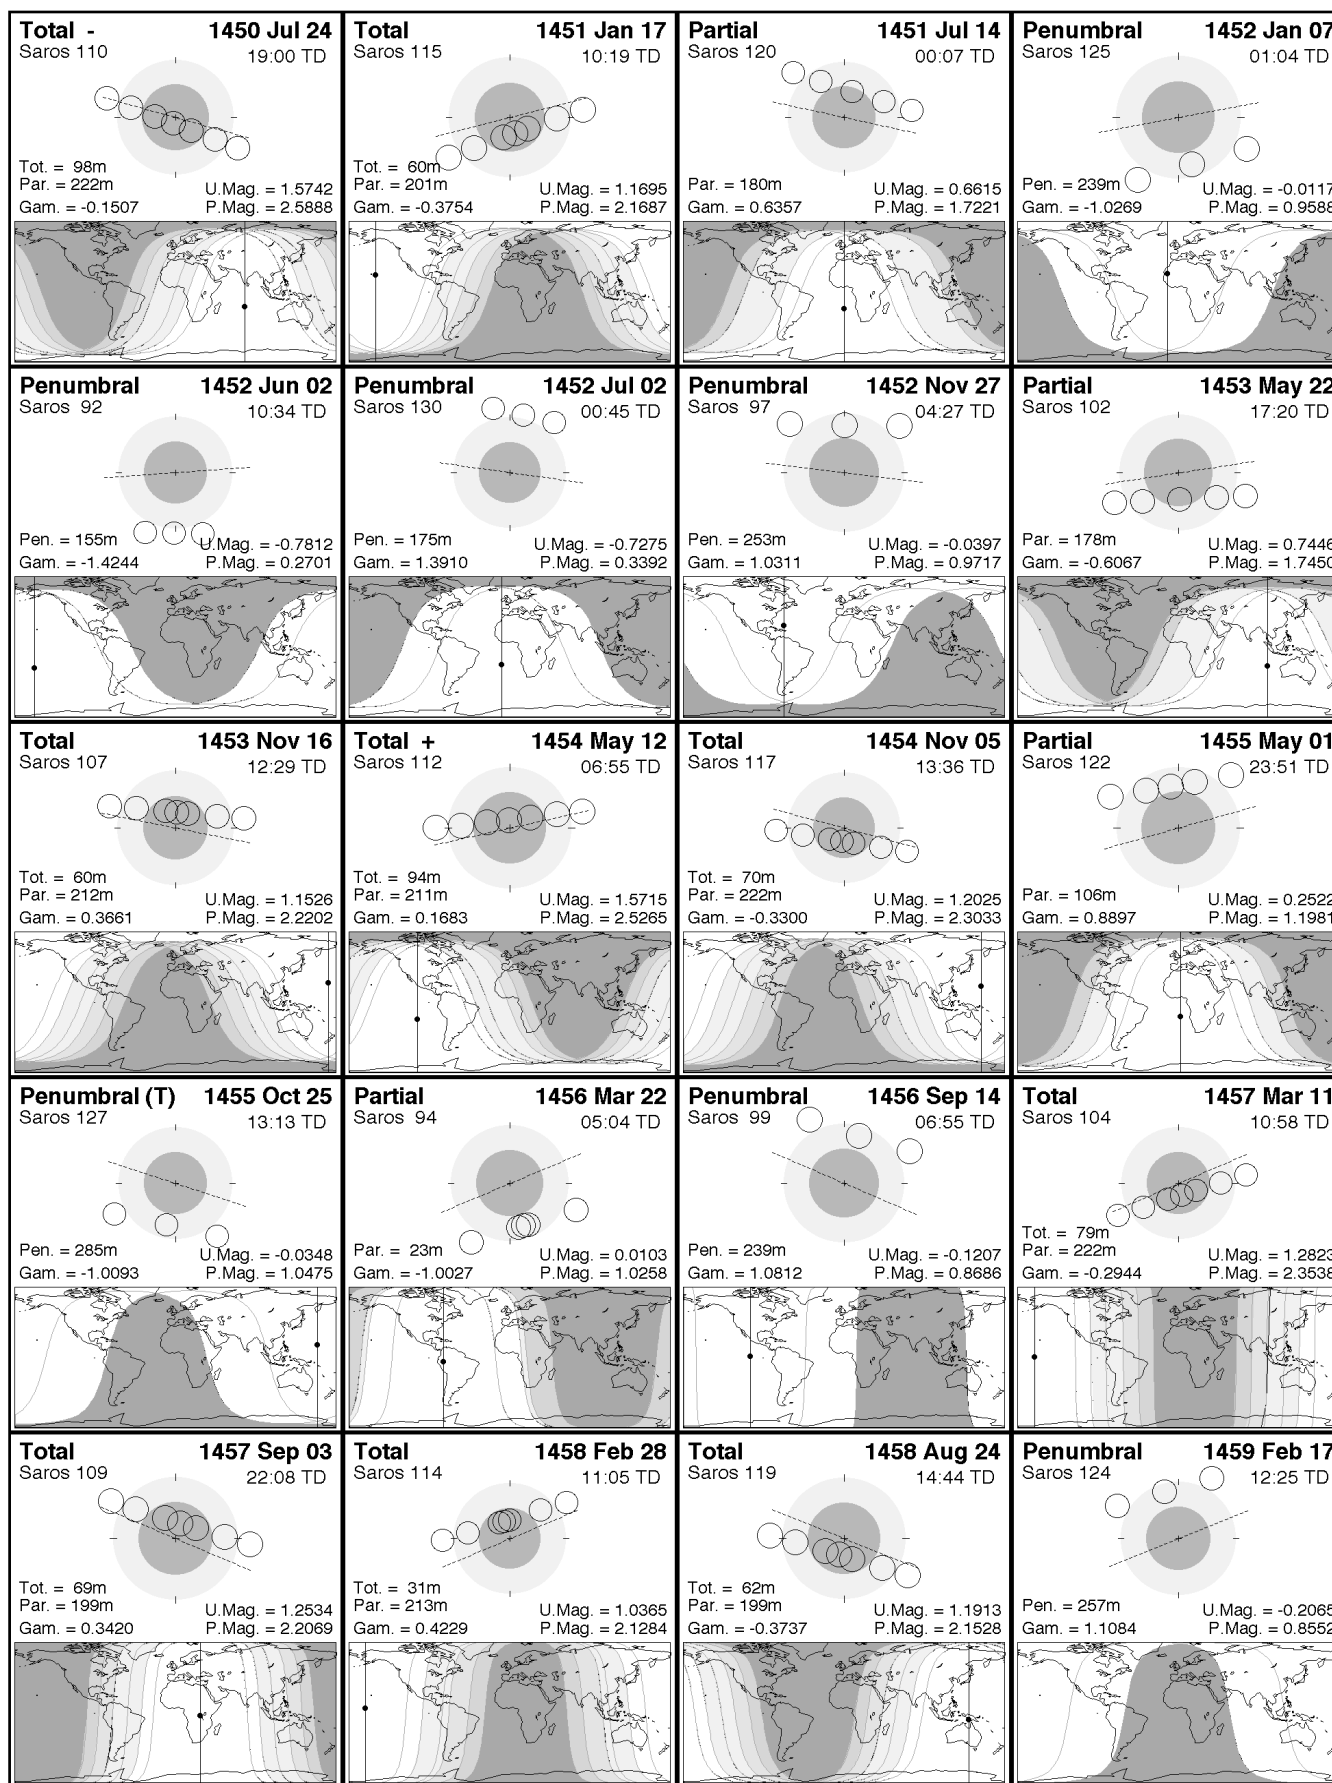 Total - 1450 Jul 24
Saros 110 19:00 TD
Tot. = 98m
Par. = 222m U.Mag. = 1.5742
Gam. = -0.1507 P.Mag. = 2.5888
Total 1451 Jan 17
Saros 115 10:19 TD
Tot. = 60m
Par. = 201m U.Mag. = 1.1695
Gam. = -0.3754 P.Mag. = 2.1687
Partial 1451 Jul 14
Saros 120 00:07 TD
Par. = 180m U.Mag. = 0.6615
Gam. = 0.6357 P.Mag. = 1.7221
Penumbral 1452 Jan 07
Saros 125 01:04 TD
Pen. = 239m U.Mag. = -0.0117
Gam. = -1.0269 P.Mag. = 0.9588
Penumbral 1452 Jun 02
Saros 92 10:34 TD
Pen. = 155m U.Mag. = -0.7812
Gam. = -1.4244 P.Mag. = 0.2701
Penumbral 1452 Jul 02
Saros 130 00:45 TD
Pen. = 175m U.Mag. = -0.7275
Gam. = 1.3910 P.Mag. = 0.3392
Penumbral 1452 Nov 27
Saros 97 04:27 TD
Pen. = 253m U.Mag. = -0.0397
Gam. = 1.0311 P.Mag. = 0.9717
Partial 1453 May 22
Saros 102 17:20 TD
Par. = 178m U.Mag. = 0.7446
Gam. = -0.6067 P.Mag. = 1.7450
Total 1453 Nov 16
Saros 107 12:29 TD
Tot. = 60m
Par. = 212m U.Mag. = 1.1526
Gam. = 0.3661 P.Mag. = 2.2202
Total + 1454 May 12
Saros 112 06:55 TD
Tot. = 94m
Par. = 211m U.Mag. = 1.5715
Gam. = 0.1683 P.Mag. = 2.5265
Total 1454 Nov 05
Saros 117 13:36 TD
Tot. = 70m
Par. = 222m U.Mag. = 1.2025
Gam. = -0.3300 P.Mag. = 2.3033
Partial 1455 May 01
Saros 122 23:51 TD
Par. = 106m U.Mag. = 0.2522
Gam. = 0.8897 P.Mag. = 1.1981
Penumbral (T) 1455 Oct 25
Saros 127 13:13 TD
Pen. = 285m U.Mag. = -0.0348
Gam. = -1.0093 P.Mag. = 1.0475
Partial 1456 Mar 22
Saros 94 05:04 TD
Par. = 23m U.Mag. = 0.0103
Gam. = -1.0027 P.Mag. = 1.0258
Penumbral 1456 Sep 14
Saros 99 06:55 TD
Pen. = 239m U.Mag. = -0.1207
Gam. = 1.0812 P.Mag. = 0.8686
Total 1457 Mar 11
Saros 104 10:58 TD
Tot. = 79m
Par. = 222m U.Mag. = 1.2823
Gam. = -0.2944 P.Mag. = 2.3538
Total 1457 Sep 03
Saros 109 22:08 TD
Tot. = 69m
Par. = 199m U.Mag. = 1.2534
Gam. = 0.3420 P.Mag. = 2.2069
Total 1458 Feb 28
Saros 114 11:05 TD
Tot. = 31m
Par. = 213m U.Mag. = 1.0365
Gam. = 0.4229 P.Mag. = 2.1284
Total 1458 Aug 24
Saros 119 14:44 TD
Tot. = 62m
Par. = 199m U.Mag. = 1.1913
Gam. = -0.3737 P.Mag. = 2.1528
Penumbral 1459 Feb 17
Saros 124 12:25 TD
Pen. = 257m U.Mag. = -0.2065
Gam. = 1.1084 P.Mag. = 0.8552